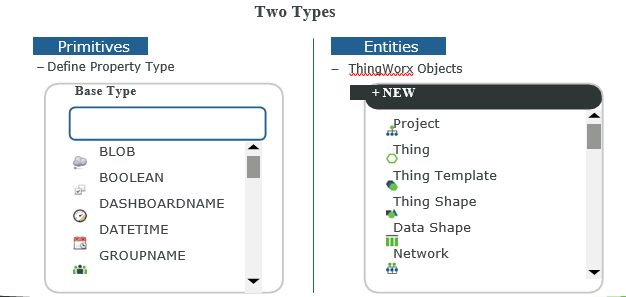 Two Types
Primitives
– Define Property Type
Base Type
BLOB
BOOLEAN
DASHBOARDNAME
DATETIME
GROUPNAME
Entities
– ThingWorx Objects
+ NEW
Project
Thing
Thing Template
Thing Shape
Data Shape
Network